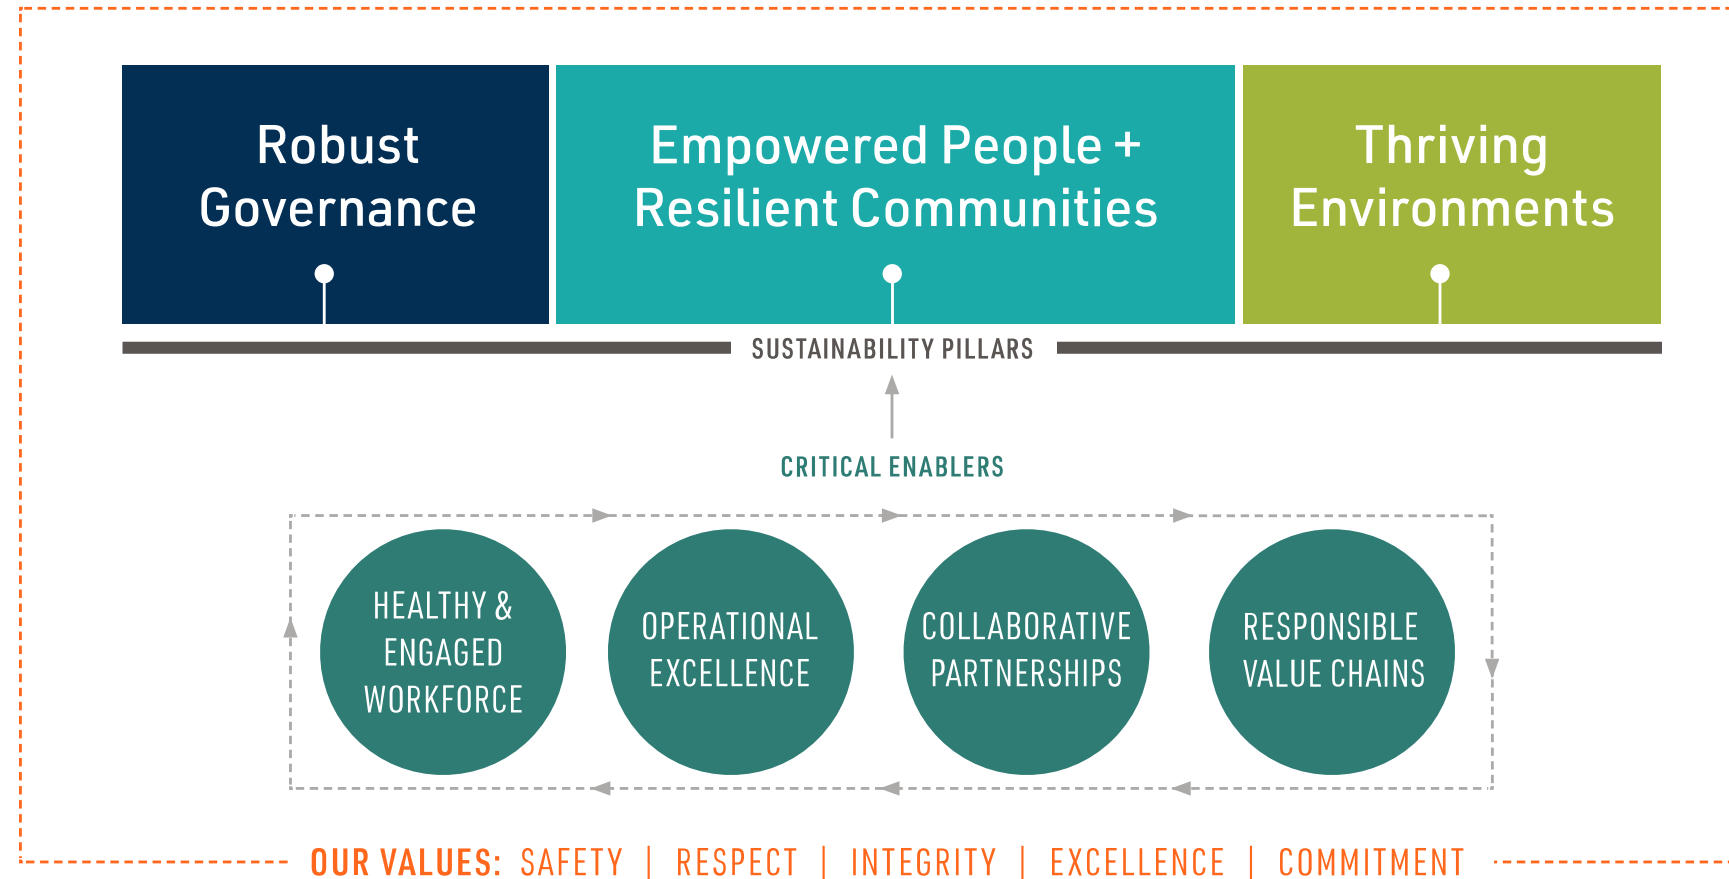 Robust
Governance
Empowered People +
Resilient Communities
Thriving
Environments
SUSTAINABILITY PILLARS
CRITICAL ENABLERS
HEALTHY &
ENGAGED
WORKFORCE
OPERATIONAL
EXCELLENCE
COLLABORATIVE
PARTNERSHIPS
RESPONSIBLE
VALUE CHAINS
OUR VALUES: SAFETY | RESPECT | INTEGRITY | EXCELLENCE | COMMITMENT